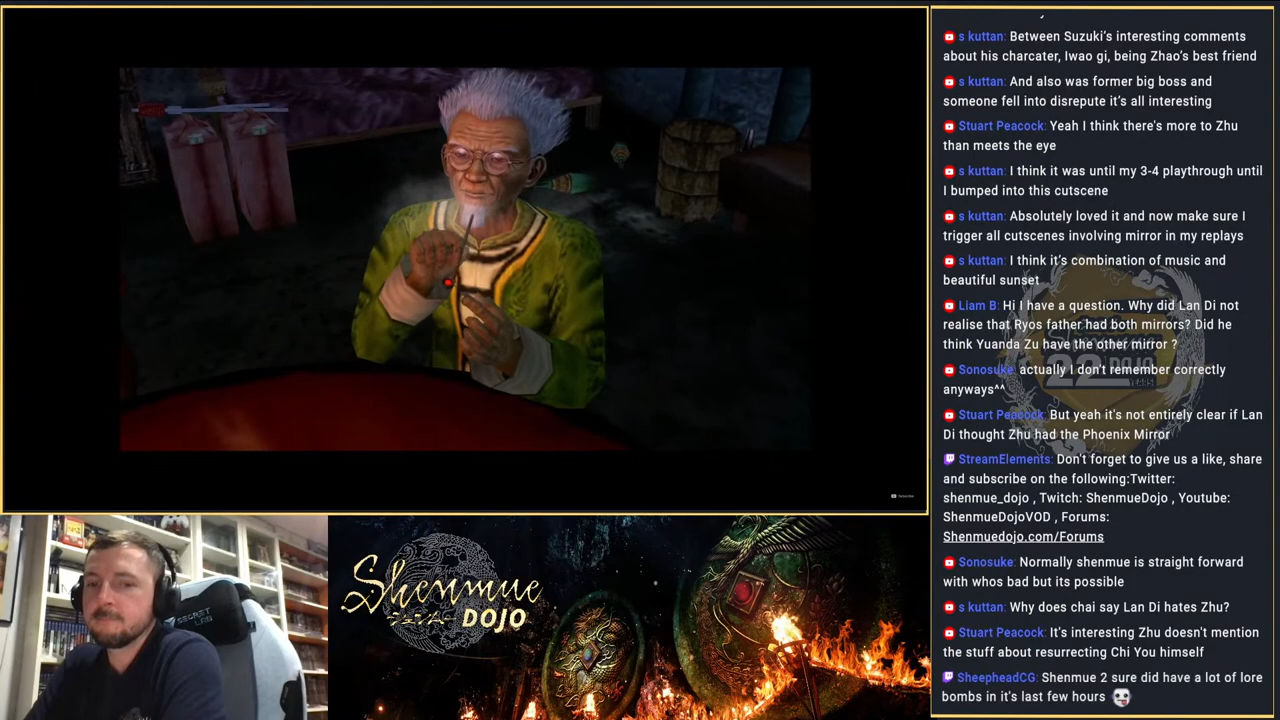 s kuttan: Between Suzuki's interesting comments
about his charcater, Iwao gi, being Zhao's best friend
s kuttan: And also was former big boss and
someone fell into disrepute it's all interesting
Stuart Peacock: Yeah I think there's more to Zhu
than meets the eye
s kuttan: I think it was until my 3-4 playthrough until
I bumped into this cutscene
s kuttan: Absolutely loved it and now make sure I
trigger all cutscenes involving mirror in my replays
s kuttan: I think it's combination of music and
beautiful sunset
Liam B: Hi I have a question. Why did Lan Di not
realise that Ryos father had both mirrors? Did he
think Yuanda Zu have the other mirror ?
Sonosuke: actually I don't remember correctly
anyways^^
Stuart Peacock: But yeah it's not entirely clear if Lan
Di thought Zhu had the Phoenix Mirror
StreamElements: Don't forget to give us a like, share
and subscribe on the following:Twitter:
shenmue_dojo , Twitch: ShenmueDojo , Youtube:
ShenmueDojoVOD , Forums:
Shenmuedojo.com/Forums
Sonosuke: Normally shenmue is straight forward
with whos bad but its possible
s kuttan: Why does chai say Lan Di hates Zhu?
Stuart Peacock: It's interesting Zhu doesn't mention
the stuff about resurrecting Chi You himself
SheepheadCG: Shenmue 2 sure did have a lot of lore
bombs in it's last few hours
22 DOJO
YEARS
SECRET
LAB
Shenmue
DOJO